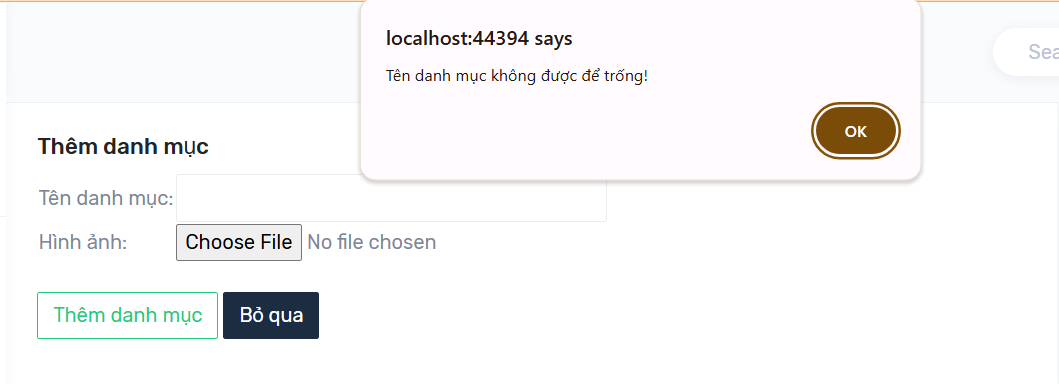 localhost:44394 says
Tên danh mục không được để trống!
OK
Sea
Thêm danh mục
Tên danh mục:
Hình ảnh: Choose File No file chosen
Thêm danh mục Bỏ qua